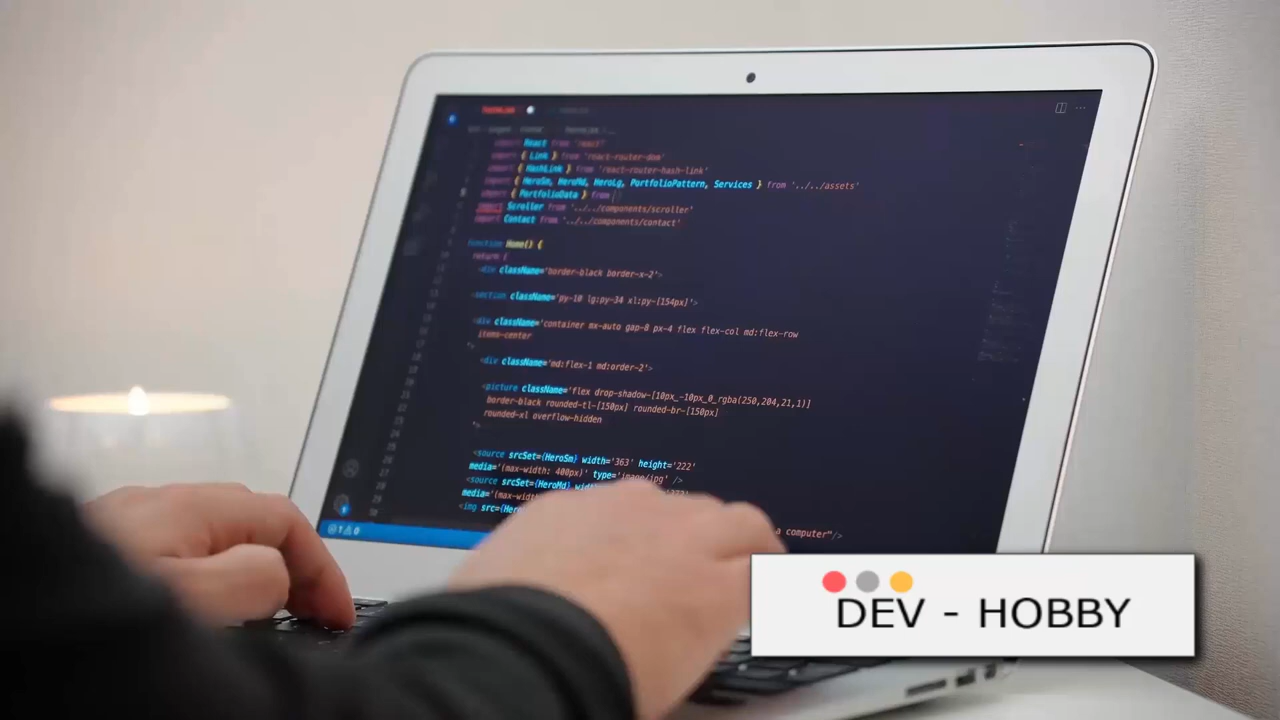 import React from 'react'
import { Link } from 'react-router-dom'
import { HashLink } from 'react-router-hash-link'
import { HeroSm, HeroMd, HeroLg, PortfolioPattern, Services } from '../../assets'
import { PortfolioData } from
import Scroller from '../../components/scroller'
import Contact from '../../components/contact'
function Home() {
return (
<div className='border-black border-x-2'>
<section className='py-10 lg:py-34 xl:py-[154px]'>
<div className='container mx-auto gap-8 px-4 flex flex-col md:flex-row
items-center
'>
<div className='md:flex-1 md:order-2'>
<picture className='flex drop-shadow-[10px_-10px_0_rgba(250,204,21,1)]
border-black rounded-tl-[150px] rounded-br-[150px]
rounded-xl overflow-hidden
'>
<source srcSet={HeroSm} width='363' height='222'
media='(max-width: 400px)' type='image/jpg' />
<source srcSet={HeroMd}
media='(max-width
<img src={
a computer"/>
DEV - HOBBY